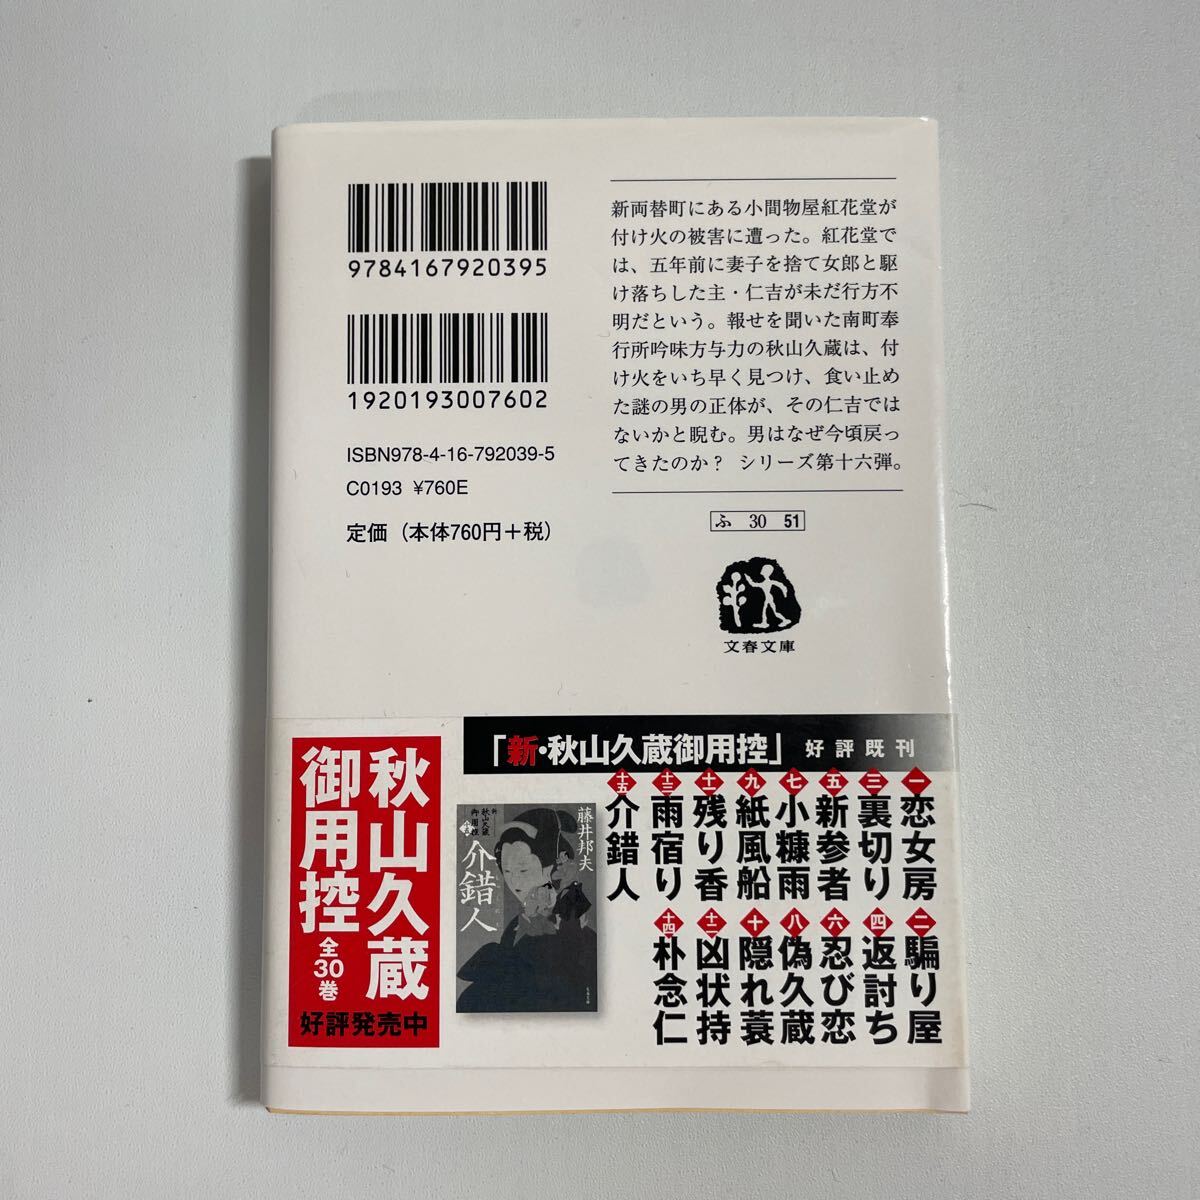 9784167920395
1920193007602
ISBN978-4-16-792039-5
C0193 ¥760E
定価（本体760円＋税）
新両替町にある小間物屋紅花堂が
付け火の被害に遭った。紅花堂で
は、五年前に妻子を捨て女郎と駆
け落ちした主・仁吉が未だ行方不
明だという。報せを聞いた南町奉
行所吟味方与力の秋山久蔵は、付
け火をいち早く見つけ、食い止め
た謎の男の正体が、その仁吉では
ないかと睨む。男はなぜ今頃戻っ
てきたのか？ シリーズ第十六弾。
ふ 30 51
文春文庫
「新・秋山久蔵御用控」 好評既刊
一 恋女房
二 騙り屋
三 裏切り
四 返討ち
五 新参者
六 忍び恋
七 小糠雨
八 偽久蔵
九 紙風船
十 隠れ蓑
十一 残り香
十二 凶状持
十三 雨宿り
十四 朴念仁
十五 介錯人
藤井邦夫
新・秋山久蔵御用控
介錯人
秋山久蔵
御用控
全30巻
好評発売中